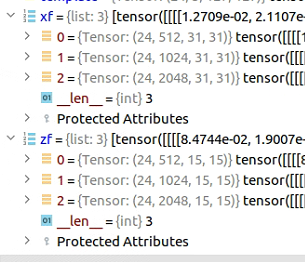 xf = {list: 3} [tensor([[[[1.2709e-02, 2.1107e
0 = {Tensor: (24, 512, 31, 31)} tensor([[[[1
1 = {Tensor: (24, 1024, 31, 31)} tensor([[[
2 = {Tensor: (24, 2048, 31, 31)} tensor([[[
01 __len__ = {int} 3
Protected Attributes
zf = {list: 3} [tensor([[[[8.4744e-02, 1.9007e
0 = {Tensor: (24, 512, 15, 15)} tensor([[[[8
1 = {Tensor: (24, 1024, 15, 15)} tensor([[[
2 = {Tensor: (24, 2048, 15, 15)} tensor([[[
01 __len__ = {int} 3
Protected Attributes